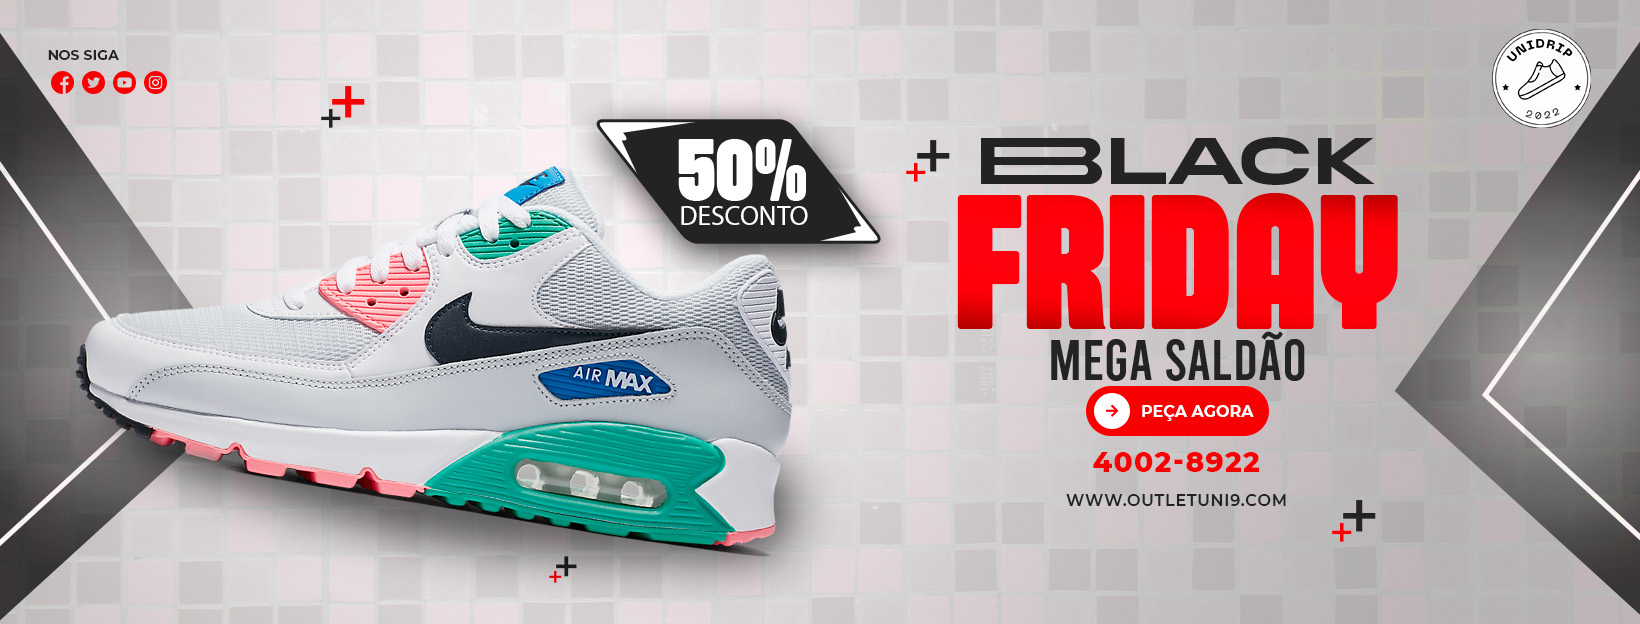 NOS SIGA
UNIDRIP
2022
50%
DESCONTO
BLACK
FRIDAY
MEGA SALDÃO
PEÇA AGORA
4002-8922
WWW.OUTLETUNI9.COM
AIR MAX